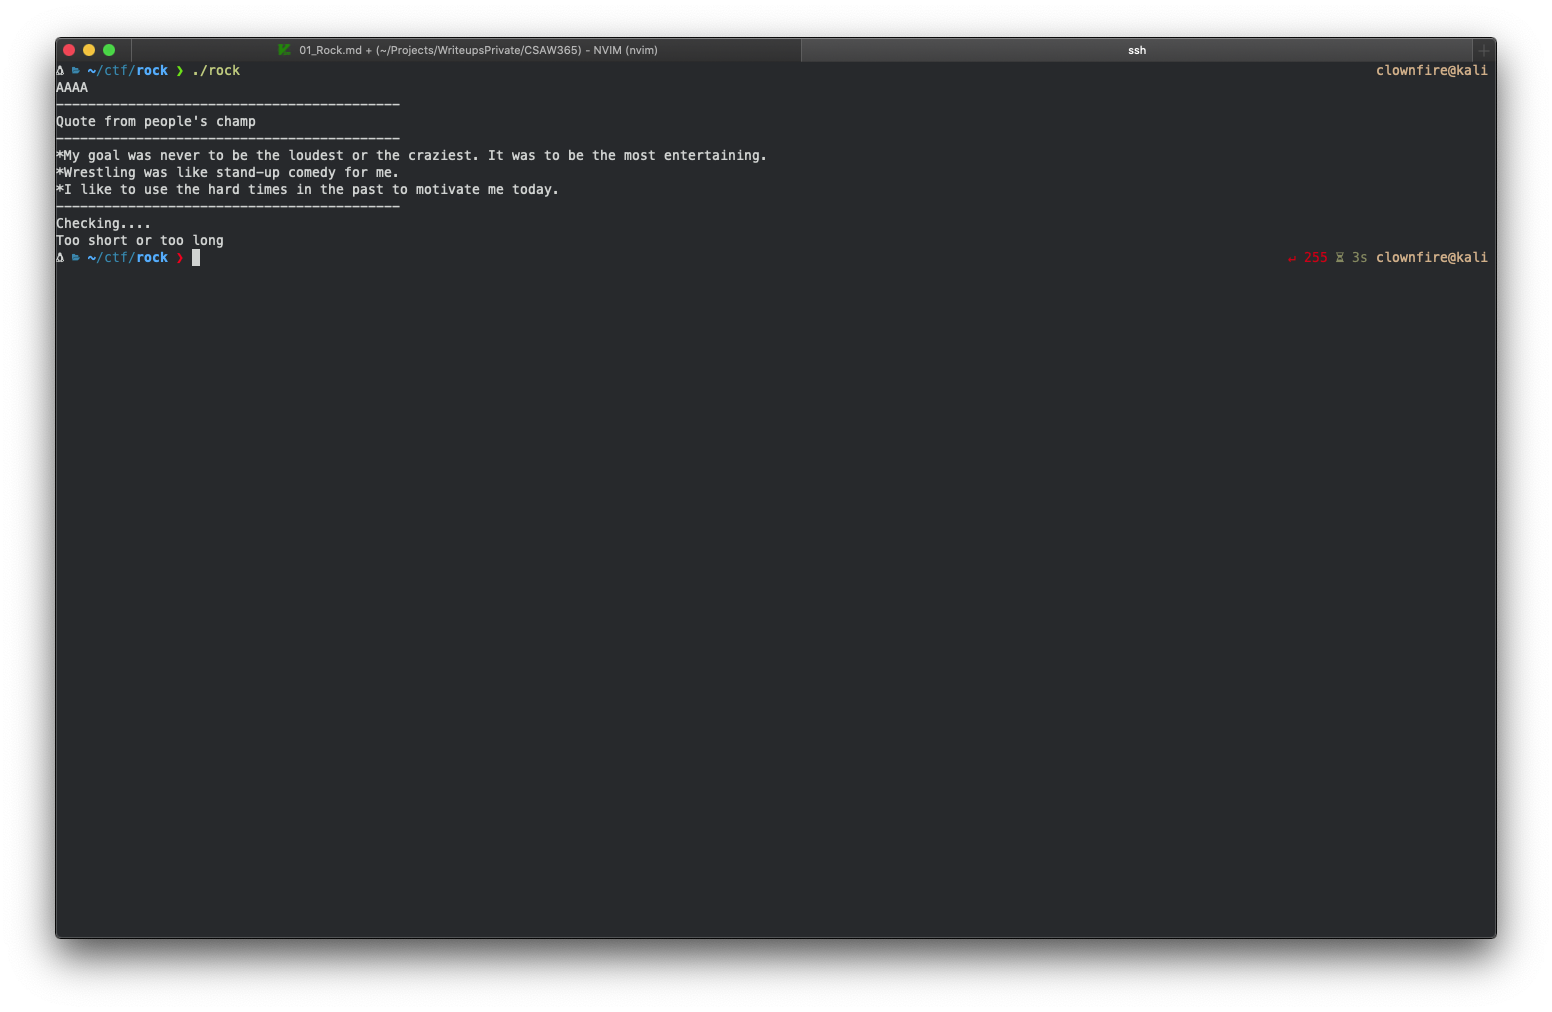 01_Rock.md + (~/Projects/WriteupsPrivate/CSAW365) - NVIM (nvim) ssh
~/ctf/rock ❯ ./rock clownfire@kali
AAAA
-------------------------------------------
Quote from people's champ
-------------------------------------------
*My goal was never to be the loudest or the craziest. It was to be the most entertaining.
*Wrestling was like stand-up comedy for me.
*I like to use the hard times in the past to motivate me today.
-------------------------------------------
Checking....
Too short or too long
~/ctf/rock ❯ ↵ 255 ⧖ 3s clownfire@kali